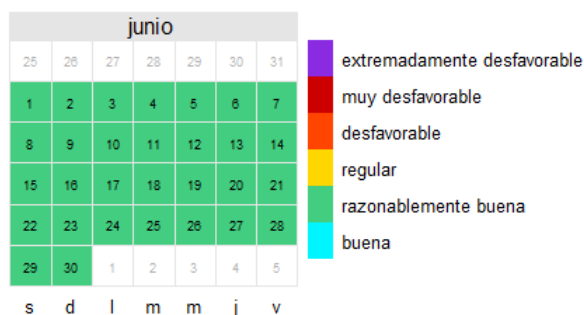 junio
25 26 27 28 29 30 31
1 2 3 4 5 6 7
8 9 10 11 12 13 14
15 16 17 18 19 20 21
22 23 24 25 26 27 28
29 30 1 2 3 4 5
s d l m m j v
extremadamente desfavorable
muy desfavorable
desfavorable
regular
razonablemente buena
buena